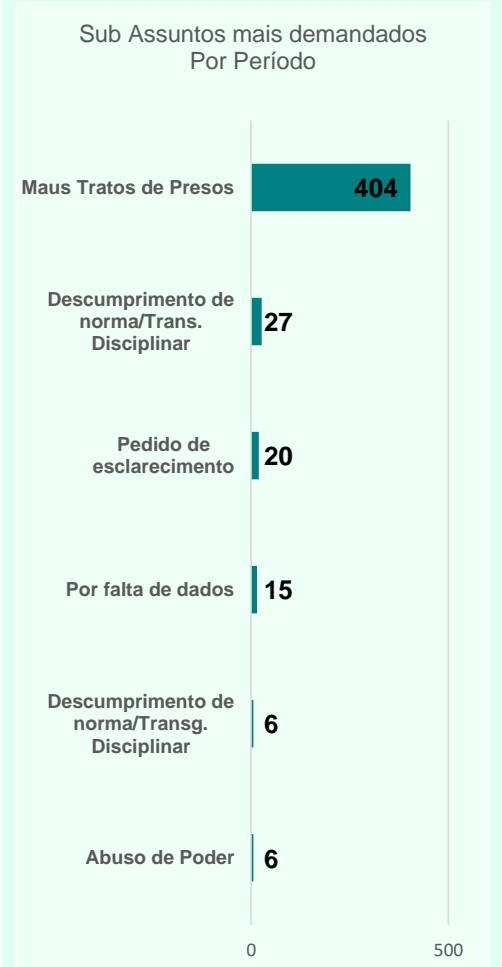 Sub Assuntos mais demandados
Por Período
Maus Tratos de Presos
404
Descumprimento de
norma/Trans.
Disciplinar
27
Pedido de
esclarecimento
20
Por falta de dados
15
Descumprimento de
norma/Transg.
Disciplinar
6
Abuso de Poder
6
0
500